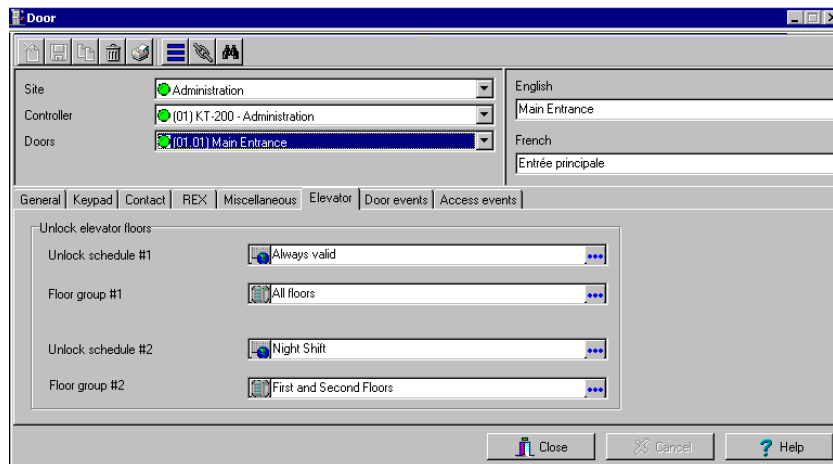 Door
Site
Administration
Controller
(01) KT-200 - Administration
Doors
(01.01) Main Entrance
English
Main Entrance
French
Entrée principale
General Keypad Contact REX Miscellaneous Elevator Door events Access events
Unlock elevator floors
Unlock schedule #1
Always valid
Floor group #1
All floors
Unlock schedule #2
Night Shift
Floor group #2
First and Second Floors
Close Cancel Help